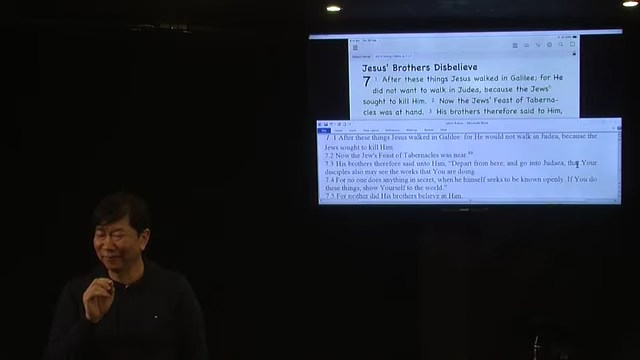 Jesus' Brothers Disbelieve
7 1 After these things Jesus walked in Galilee; for He
did not want to walk in Judea, because the Jews
sought to kill Him. 2 Now the Jews' Feast of Taberna-
cles was at hand. 3 His brothers therefore said to Him,
7.1 After these things Jesus walked in Galilee: for He would not walk in Judea, because the
Jews sought to kill Him.
7.2 Now the Jew's Feast of Tabernacles was near.
7.3 His brothers therefore said unto Him, "Depart from here, and go into Judaea, that Your
disciples also may see the works that You are doing.
7.4 For no one does anything in secret, when he himself seeks to be known openly. If You do
these things, show Yourself to the world."
7.5 For neither did His brothers believe in Him.